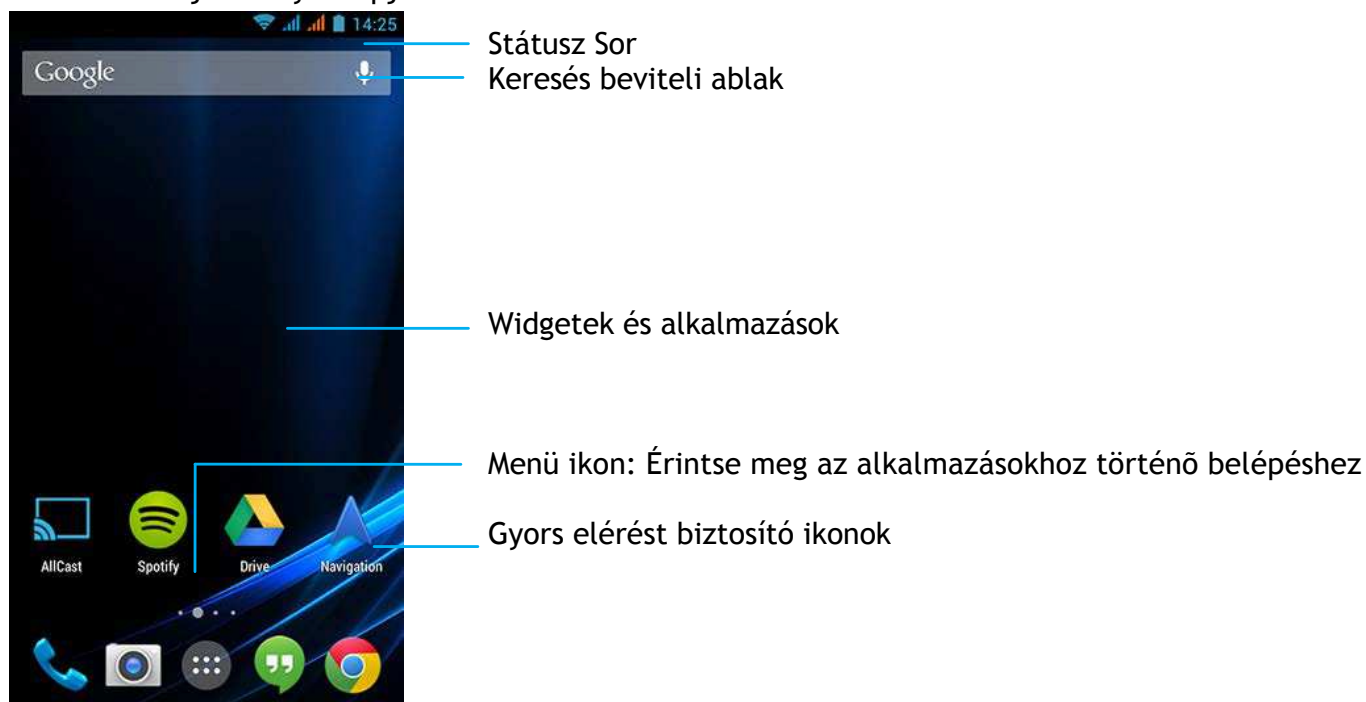 14:25
Státusz Sor
Google
Keresés beviteli ablak
Widgetek és alkalmazások
Menü ikon: Érintse meg az alkalmazásokhoz történõ belépéshez
Gyors elérést biztosító ikonok
AllCast Spotify Drive Navigation